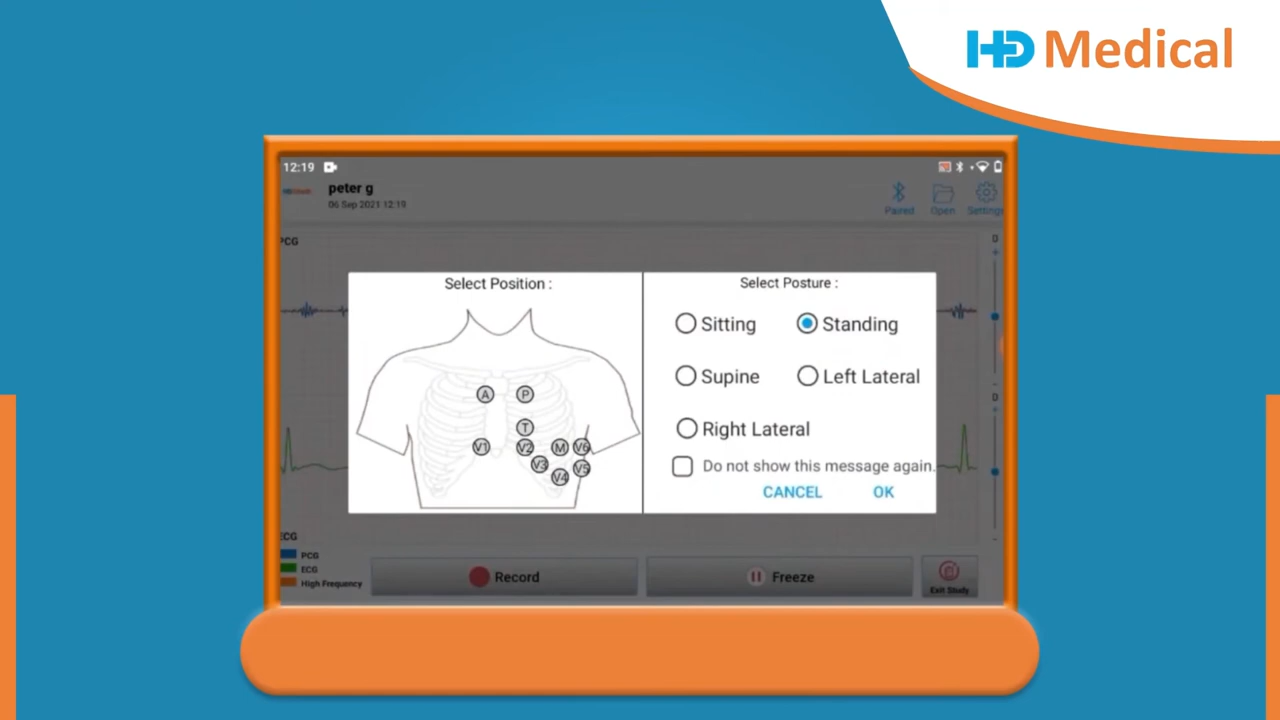 HD Medical
12:19
peter g
06 Sep 2021 12:19
Paired
Open
Settings
PCG
D
+
Select Position :
A
P
T
V1
V2
M
V6
V3
V5
V4
Select Posture :
Sitting
Standing
Supine
Left Lateral
Right Lateral
Do not show this message again.
CANCEL
OK
−
D
+
−
ECG
PCG
ECG
High Frequency
Record
Freeze
Exit Study